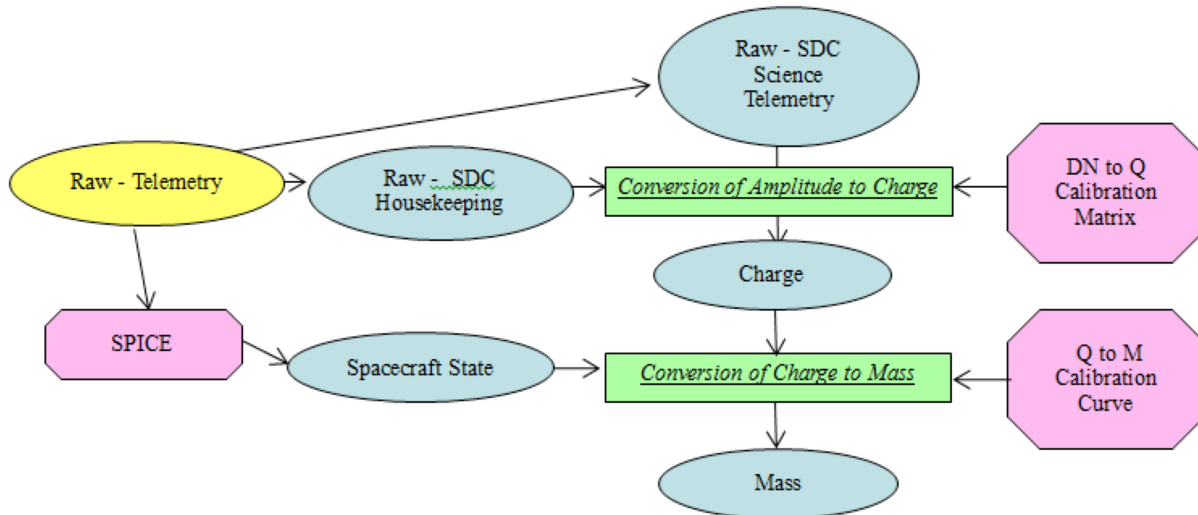 Raw - SDC
Science
Telemetry
Raw - Telemetry
Raw - SDC
Housekeeping
Conversion of Amplitude to Charge
DN to Q
Calibration
Matrix
Charge
SPICE
Spacecraft State
Conversion of Charge to Mass
Q to M
Calibration
Curve
Mass